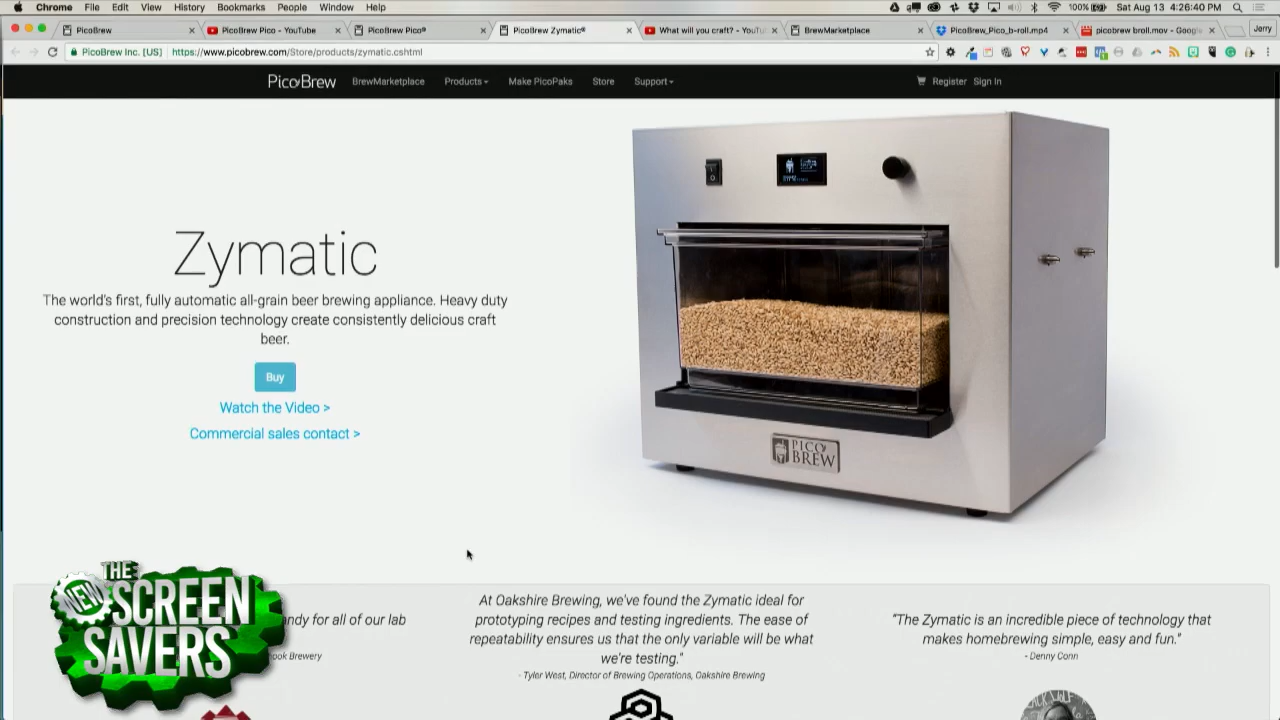 Chrome File Edit View History Bookmarks People Window Help
100% Sat Aug 13 4:26:40 PM
PicoBrew
PicoBrew Pico - YouTube
PicoBrew Pico®
PicoBrew Zymatic®
What will you craft? - YouTu
BrewMarketplace
PicoBrew_Pico_b-roll.mp4
picobrew broll.mov - Google
Jerry
PicoBrew Inc. [US] https://www.picobrew.com/Store/products/zymatic.cshtml
PicoBrew BrewMarketplace Products Make PicoPaks Store Support Register Sign In
Zymatic
The world's first, fully automatic all-grain beer brewing appliance. Heavy duty
construction and precision technology create consistently delicious craft
beer.
Buy
Watch the Video >
Commercial sales contact >
PICO
BREW
THE
NEW
SCREEN
SAVERS
andy for all of our lab
ook Brewery
At Oakshire Brewing, we've found the Zymatic ideal for
prototyping recipes and testing ingredients. The ease of
repeatability ensures us that the only variable will be what
we're testing."
- Tyler West, Director of Brewing Operations, Oakshire Brewing
"The Zymatic is an incredible piece of technology that
makes homebrewing simple, easy and fun."
- Denny Conn